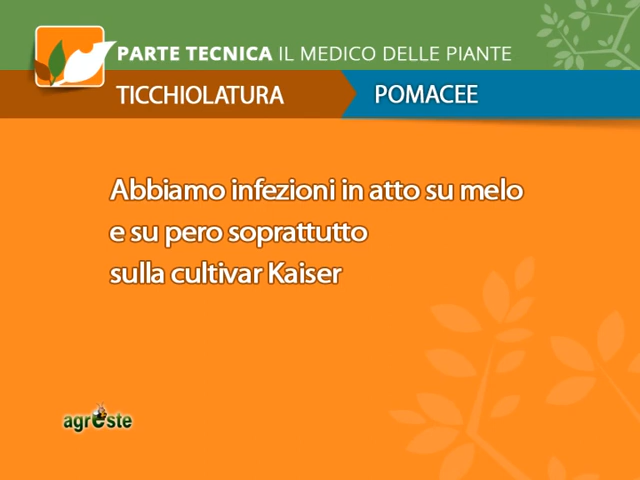 PARTE TECNICA IL MEDICO DELLE PIANTE
TICCHIOLATURA POMACEE
Abbiamo infezioni in atto su melo
e su pero soprattutto
sulla cultivar Kaiser
agreste